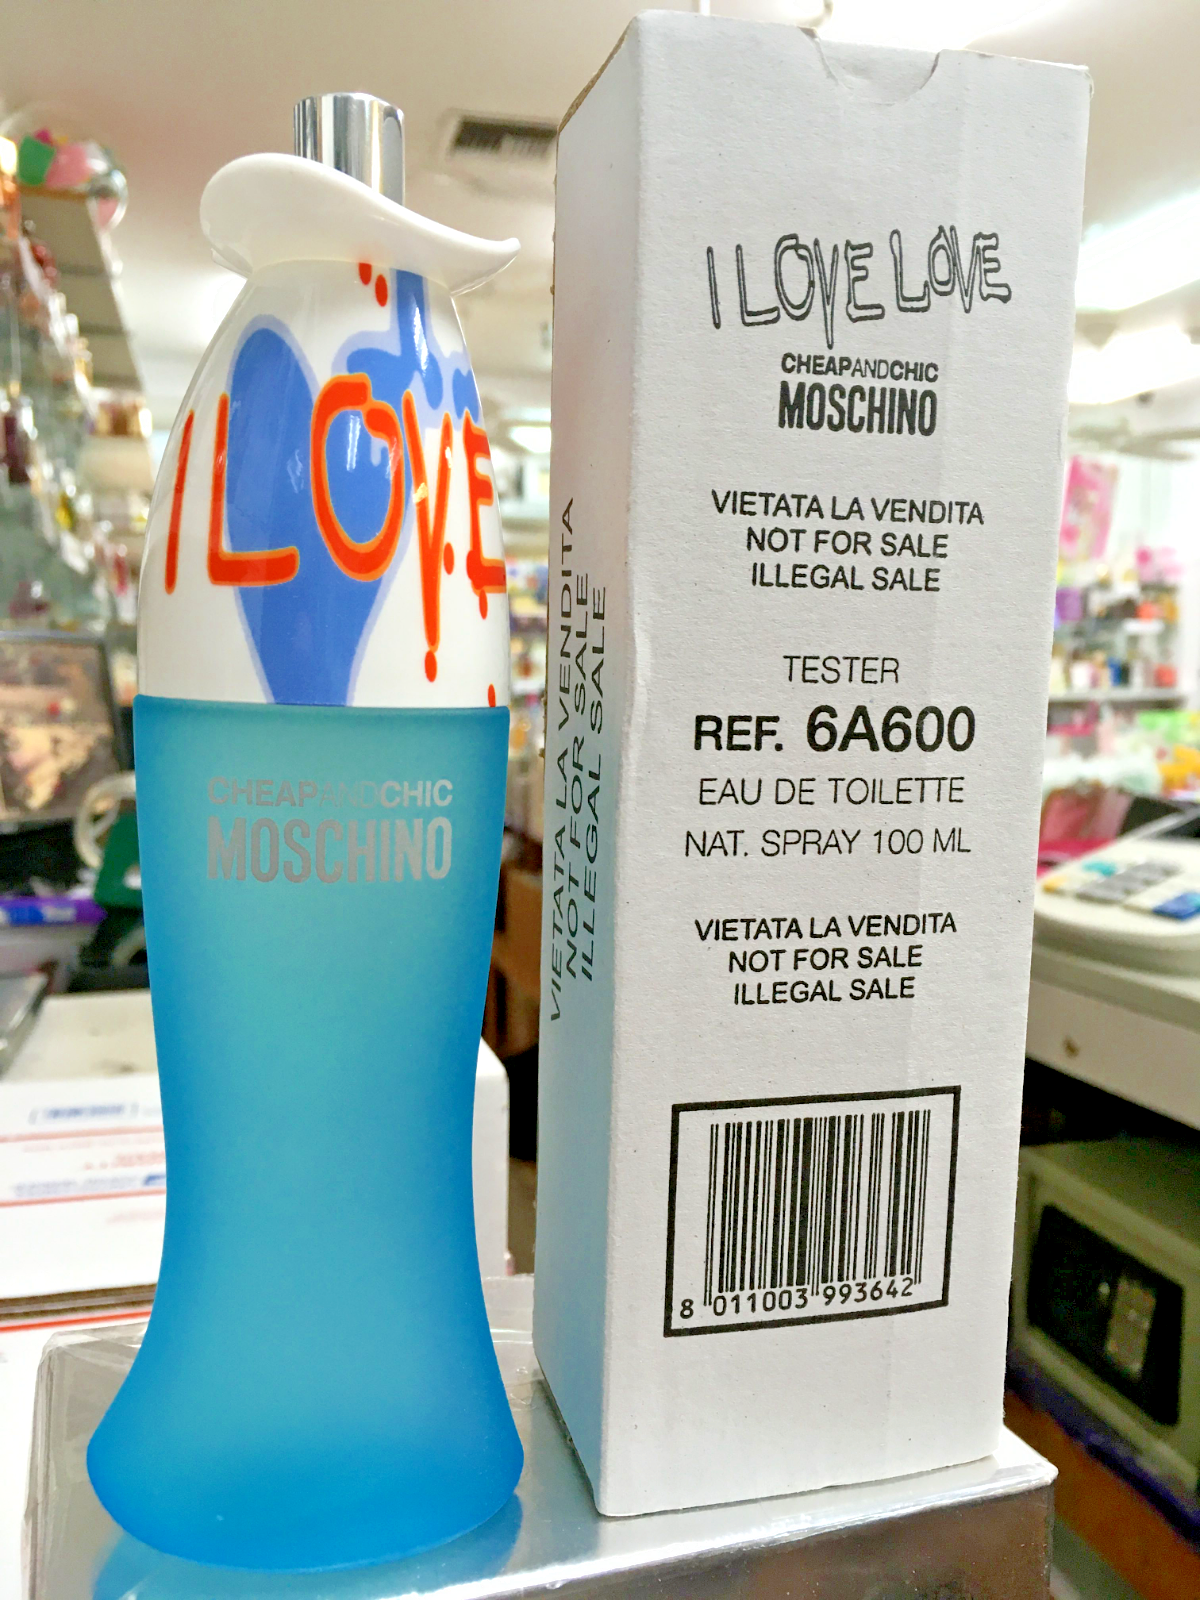 I LOVE
CHEAPANDCHIC
MOSCHINO
I LOVE LOVE
CHEAPANDCHIC
MOSCHINO
VIETATA LA VENDITA
NOT FOR SALE
ILLEGAL SALE
TESTER
REF. 6A600
EAU DE TOILETTE
NAT. SPRAY 100 ML
VIETATA LA VENDITA
NOT FOR SALE
ILLEGAL SALE
8 011003 993642
VIETATA LA VENDITA
NOT FOR SALE
ILLEGAL SALE